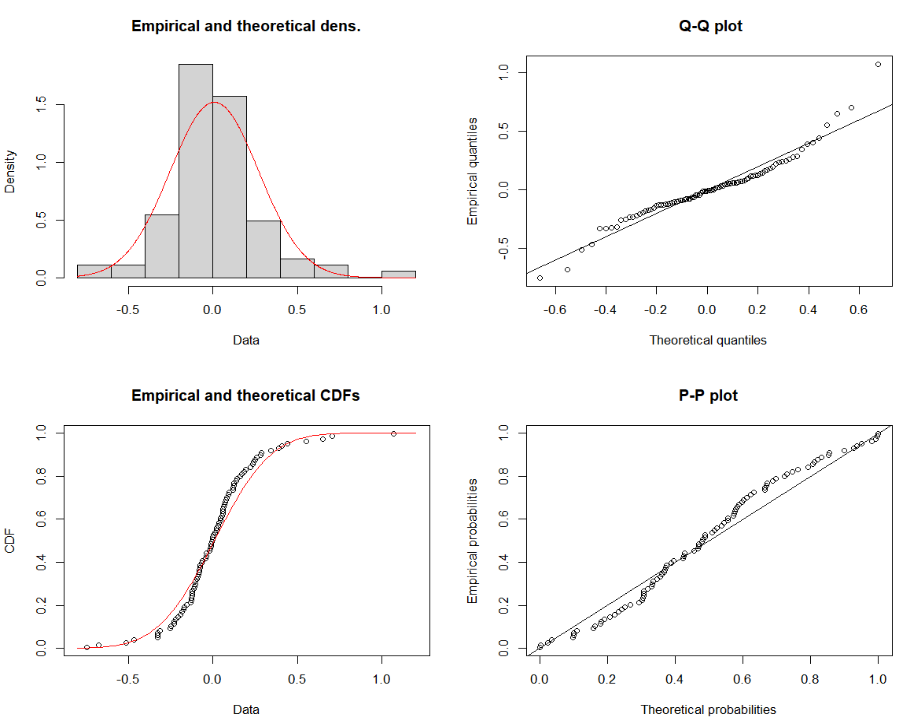 Empirical and theoretical dens.
Density
0.0 0.5 1.0 1.5
-0.5 0.0 0.5 1.0
Data
Q-Q plot
Empirical quantiles
-0.5 0.0 0.5 1.0
-0.6 -0.4 -0.2 0.0 0.2 0.4 0.6
Theoretical quantiles
Empirical and theoretical CDFs
CDF
0.0 0.2 0.4 0.6 0.8 1.0
-0.5 0.0 0.5 1.0
Data
P-P plot
Empirical probabilities
0.0 0.2 0.4 0.6 0.8 1.0
0.0 0.2 0.4 0.6 0.8 1.0
Theoretical probabilities